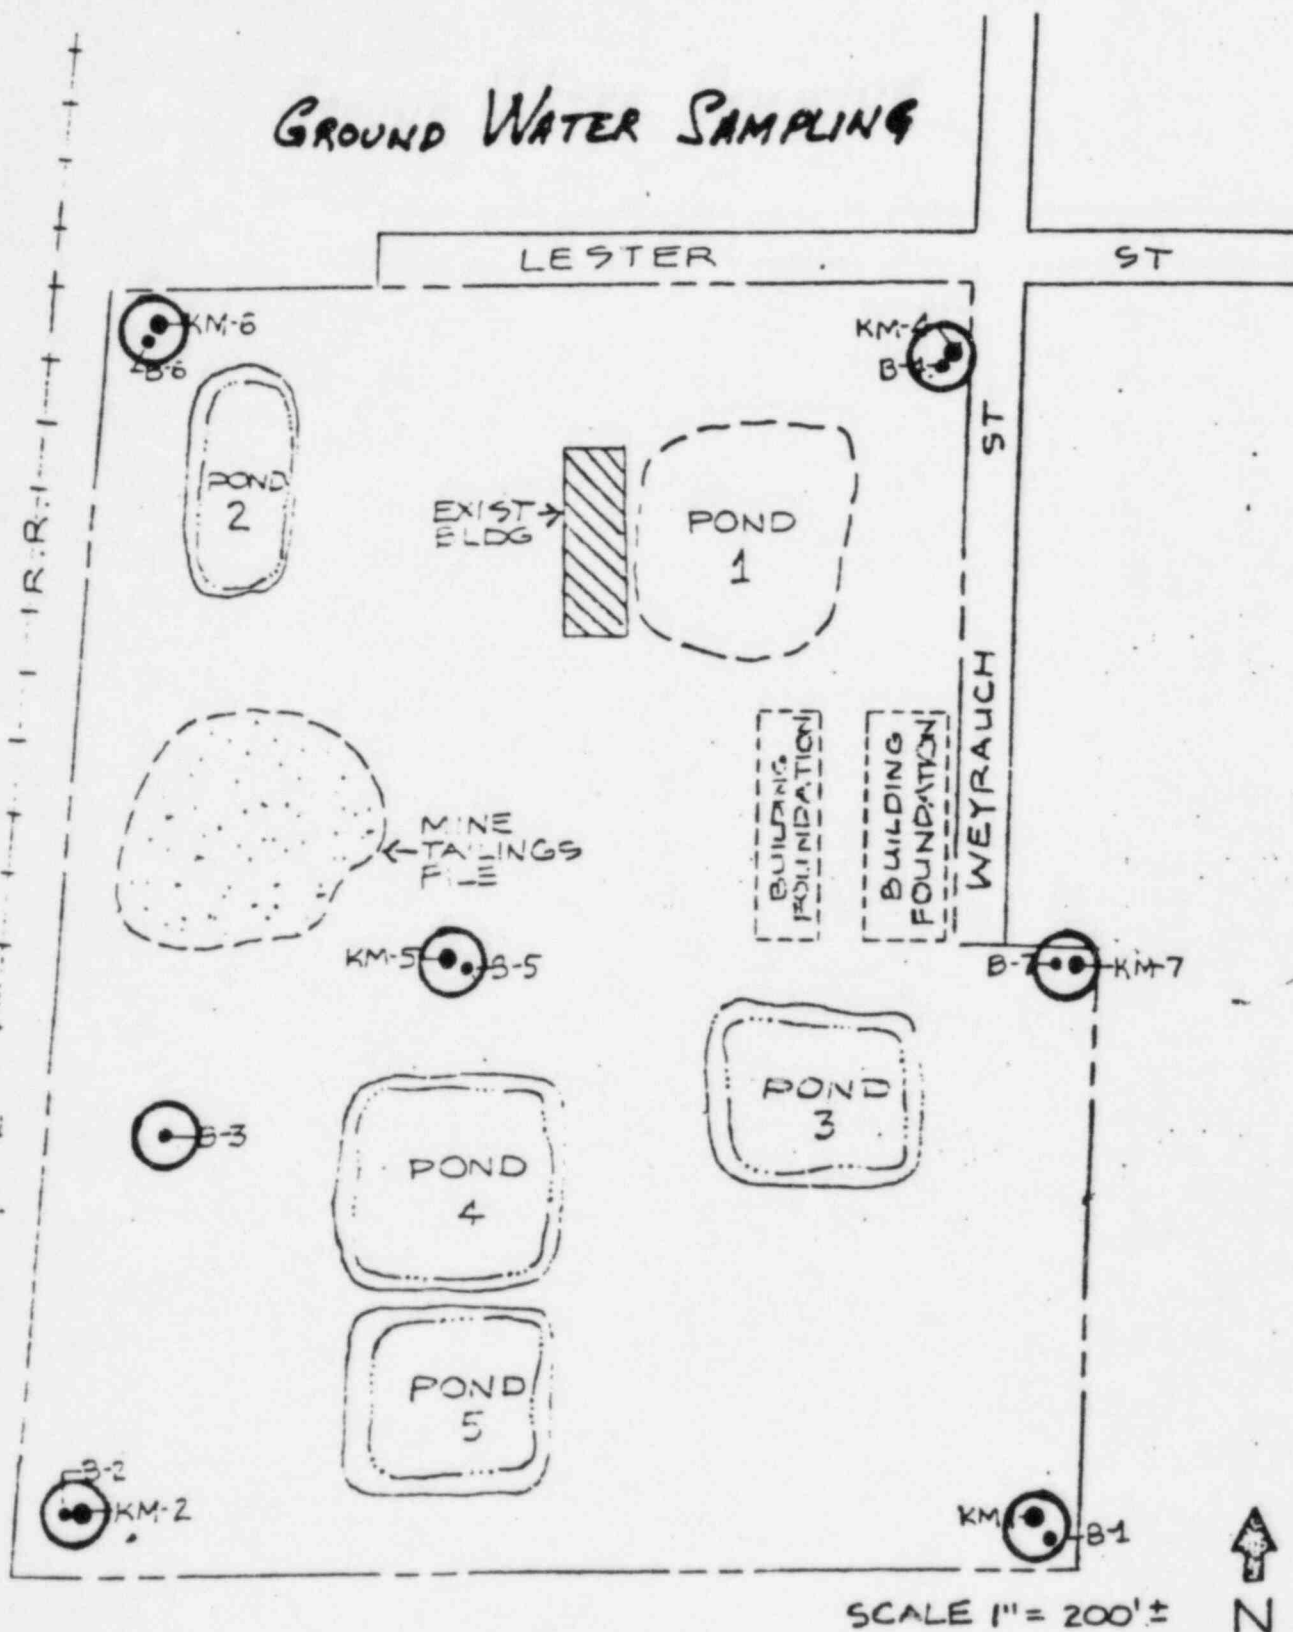 GROUND WATER SAMPLING
LESTER ST
KM-6
B-6
KM-4
B-4
ST
R.R.
POND
2
EXIST
BLDG
POND
1
WEYRAUCH
BUILDING
FOUNDATION
BUILDING
FOUNDATION
MINE
TAILINGS
PILE
KM-5
B-5
B-7
KM-7
POND
3
B-3
POND
4
POND
5
B-2
KM-2
KM
B-1
SCALE 1" = 200'±
N